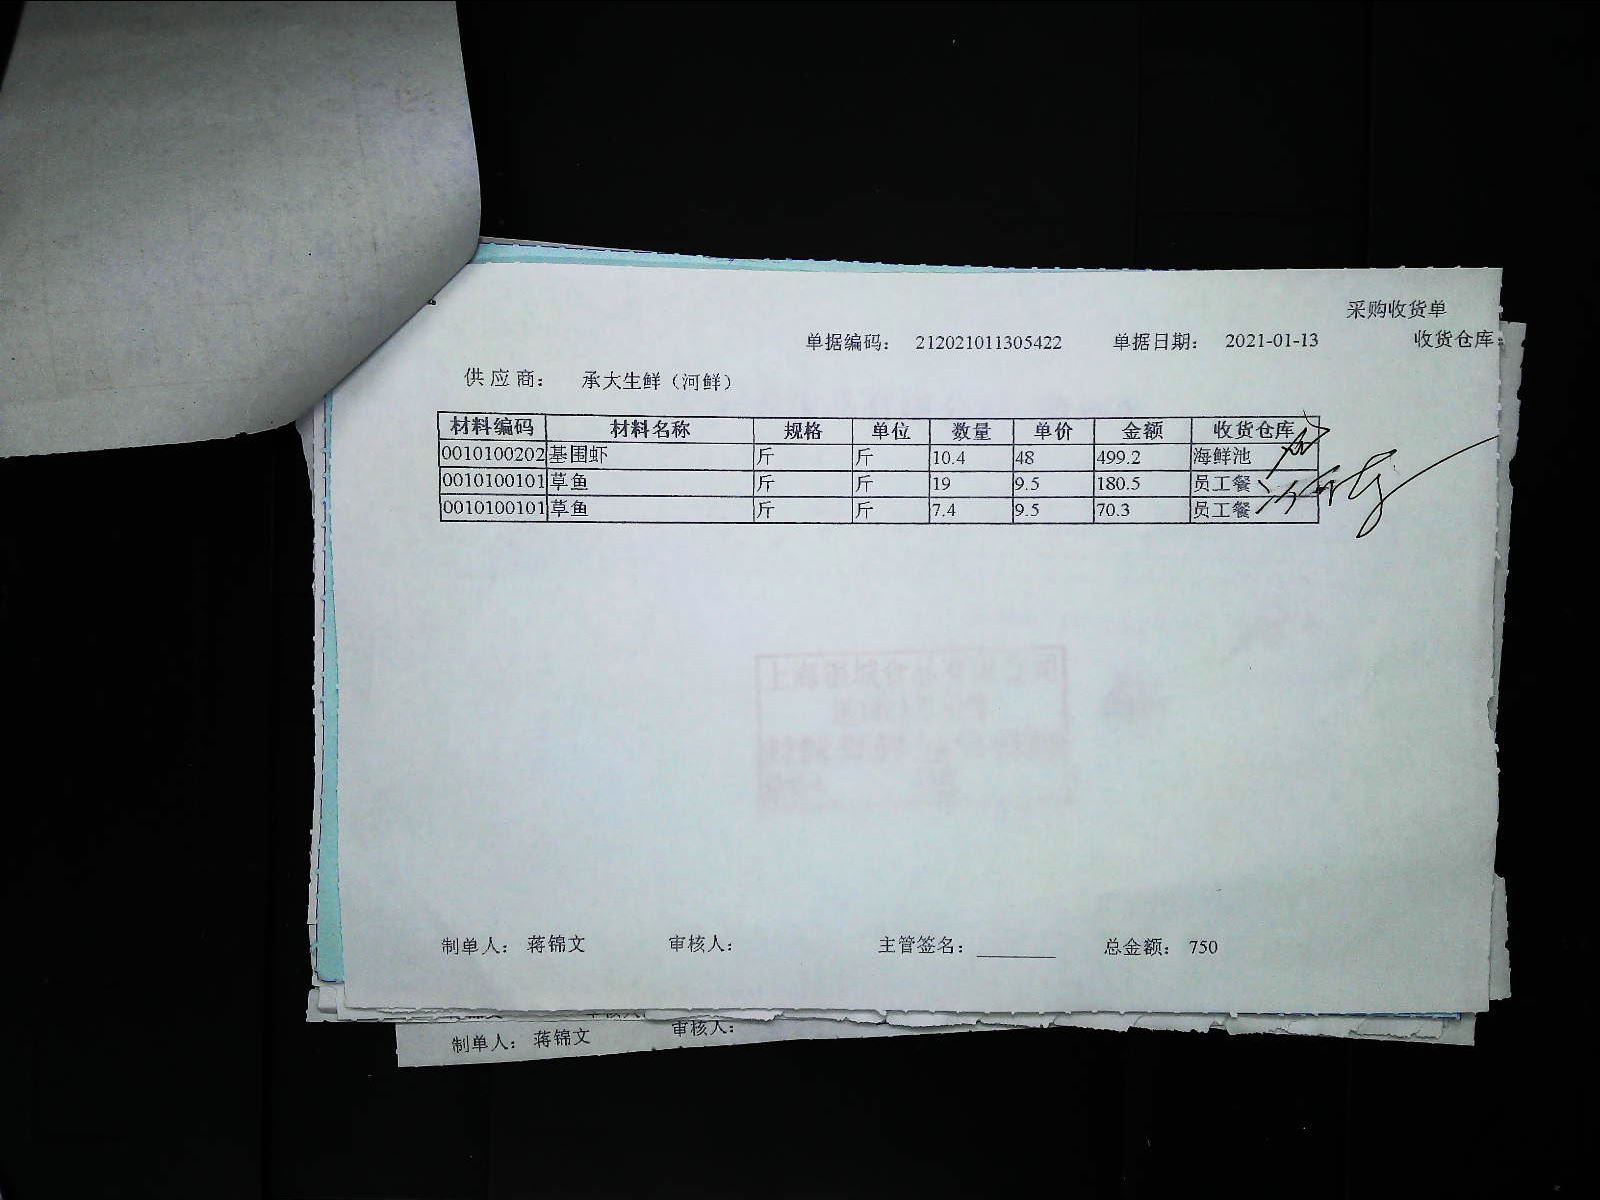 采购收货单
单据编码： 212021011305422 单据日期： 2021-01-13 收货仓库：
供应商： 承大生鲜（河鲜）
材料编码 材料名称 规格 单位 数量 单价 金额 收货仓库
0010100202 基围虾 斤 斤 10.4 48 499.2 海鲜池
0010100101 草鱼 斤 斤 19 9.5 180.5 员工餐
0010100101 草鱼 斤 斤 7.4 9.5 70.3 员工餐
制单人： 蒋锦文 审核人： 主管签名： 总金额： 750
制单人： 蒋锦文 审核人：